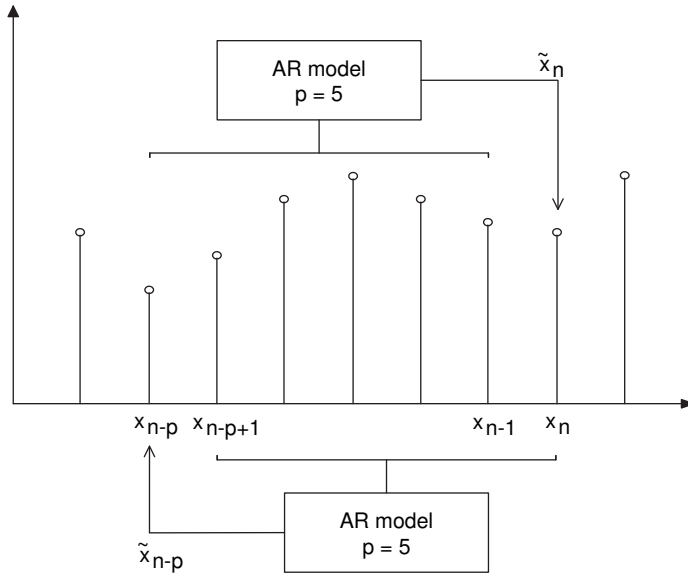 AR model
p = 5
x̃n
xn-p
xn-p+1
xn-1
xn
AR model
p = 5
x̃n-p